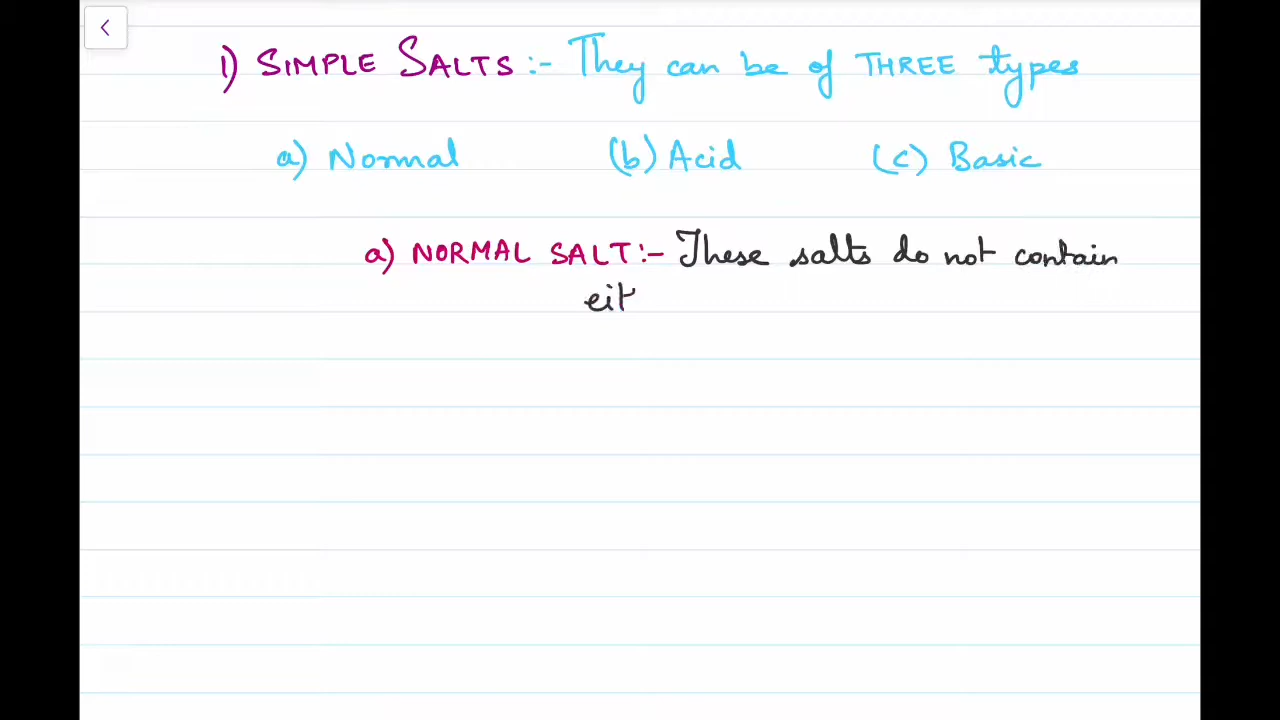 1) SIMPLE SALTS :- They can be of THREE types
a) Normal (b) Acid (c) Basic
a) NORMAL SALT :- These salts do not contain
eit